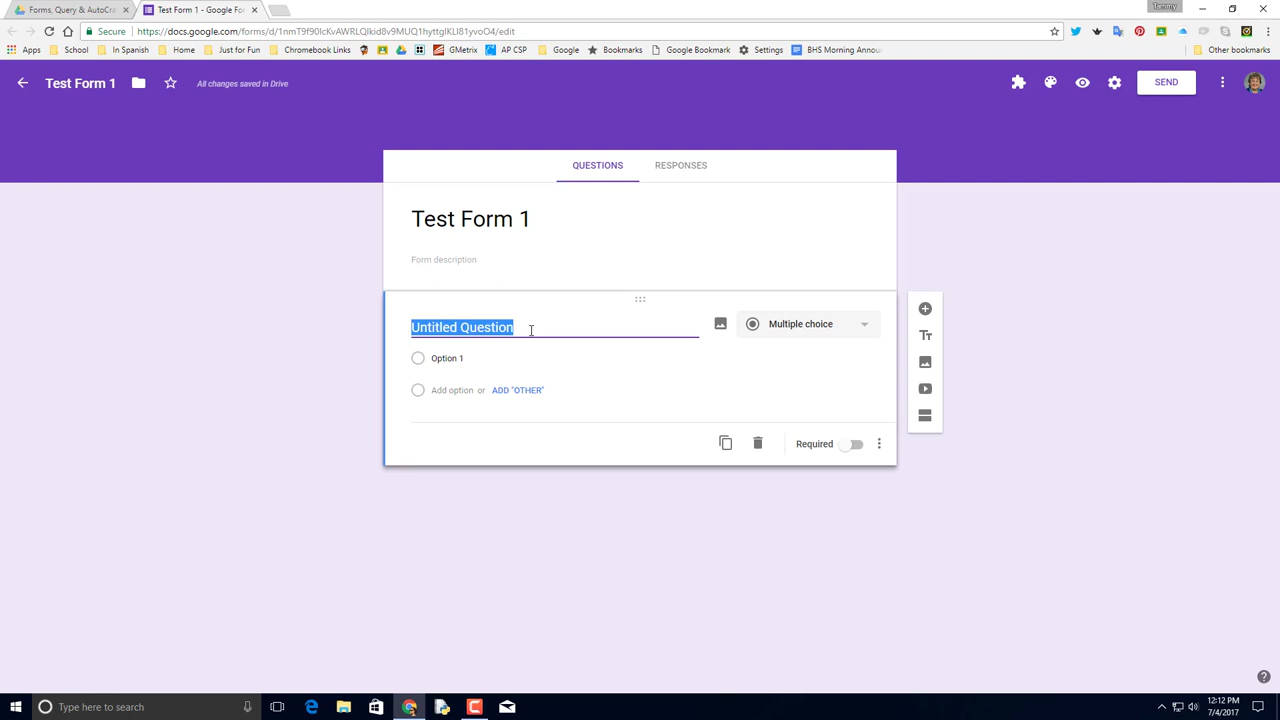 Forms, Query & AutoCra
Test Form 1 - Google Fo
Tammy
Secure
https://docs.google.com/forms/d/1nmT9f90IcKvAWRLQIkid8v9MUQ1hyttgIKLI81yvoO4/edit
Apps
School
In Spanish
Home
Just for Fun
Chromebook Links
GMetrix
AP CSP
Google
Bookmarks
Google Bookmark
Settings
BHS Morning Annou
Other bookmarks
Test Form 1
All changes saved in Drive
SEND
QUESTIONS
RESPONSES
Test Form 1
Form description
Untitled Question
Multiple choice
Option 1
Add option or ADD "OTHER"
Required
Type here to search
12:12 PM
7/4/2017